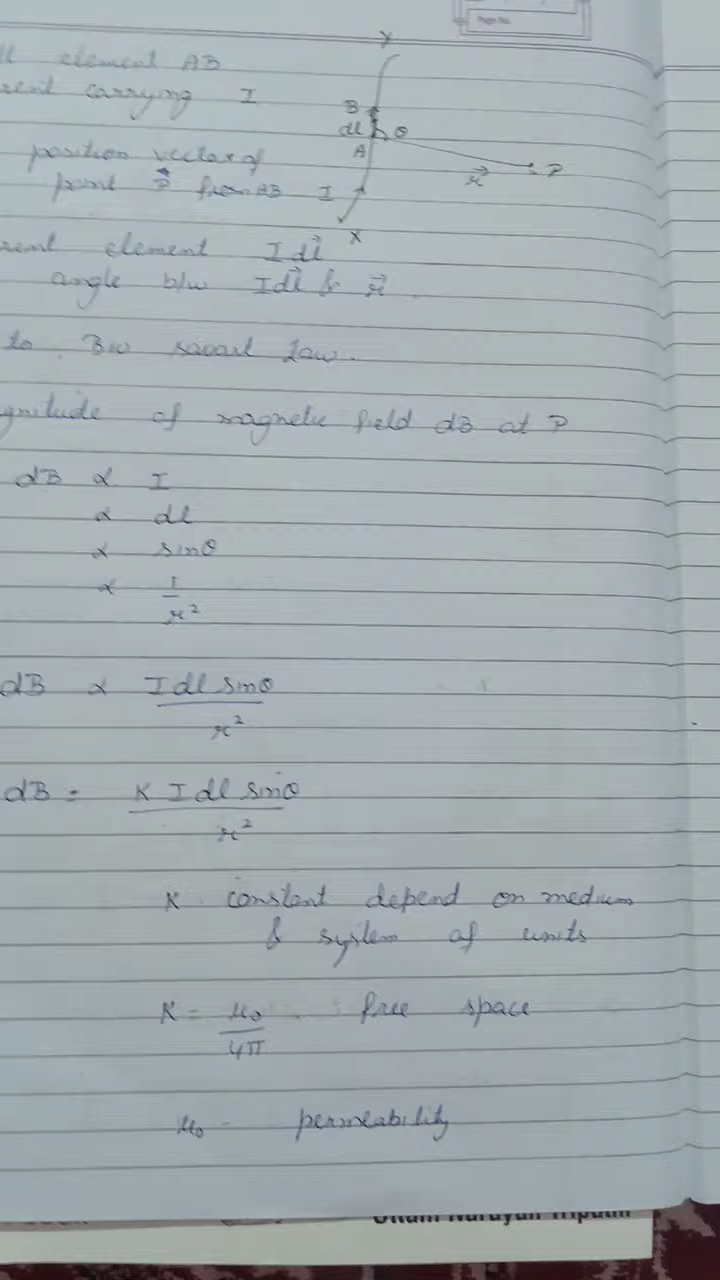 Y
element AB
carrying I
B
dl θ
A
position vector of
P
r⃗
point P⃗ from AB I
X
element I dl⃗
angle b/w Idl⃗ & r⃗
to Bio savart Law.
of magnetic field dB at P
dB ∝ I
∝ dl
∝ sinθ
∝ 1/r²
dB ∝ I dl sinθ / r²
dB = K I dl sinθ / r²
K constant depend on medium
& system of units
K = μ₀/4π free space
μ₀ - permeability